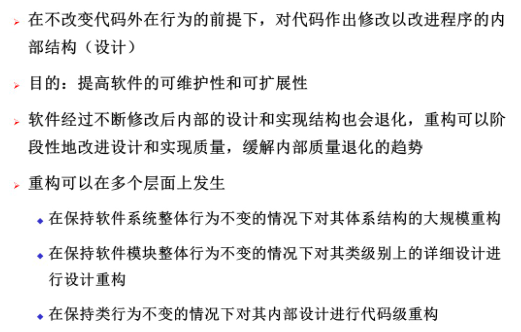 在不改变代码外在行为的前提下，对代码作出修改以改进程序的内
部结构（设计）
目的：提高软件的可维护性和可扩展性
软件经过不断修改后内部的设计和实现结构也会退化，重构可以阶
段性地改进设计和实现质量，缓解内部质量退化的趋势
重构可以在多个层面上发生
在保持软件系统整体行为不变的情况下对其体系结构的大规模重构
在保持软件模块整体行为不变的情况下对其类级别上的详细设计进
行设计重构
在保持类行为不变的情况下对其内部设计进行代码级重构